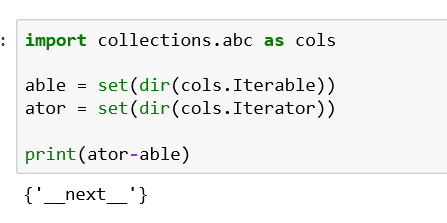 : import collections.abc as cols
able = set(dir(cols.Iterable))
ator = set(dir(cols.Iterator))
print(ator-able)
{'__next__'}